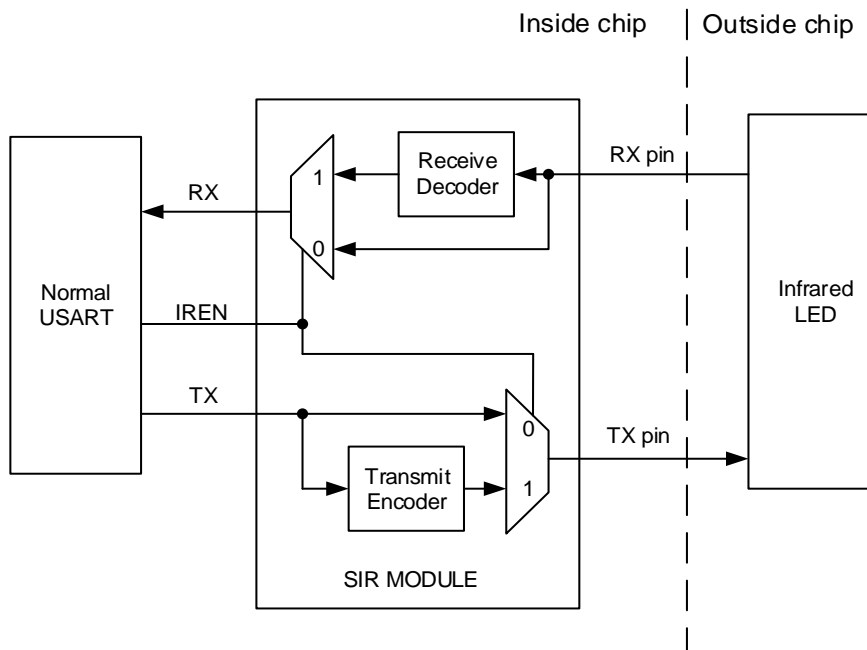 Inside chip
Outside chip
Normal
USART
RX
IREN
TX
1
0
Receive
Decoder
RX pin
Infrared
LED
0
1
Transmit
Encoder
TX pin
SIR MODULE